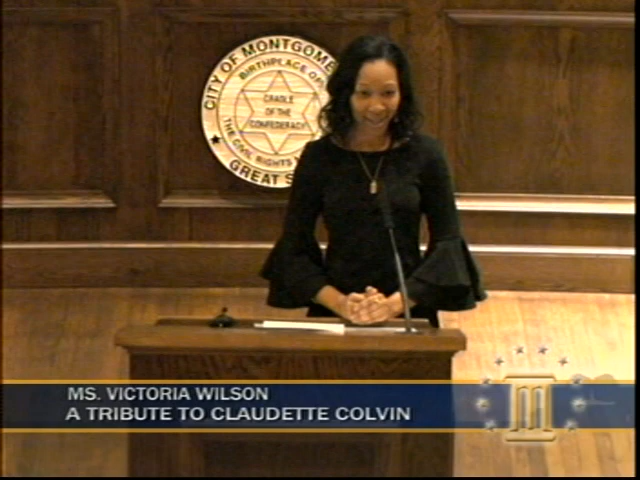 CITY OF MONTGOME
BIRTHPLACE OF
CRADLE
OF THE
CONFEDERACY
THE CIVIL RIGHTS M
GREAT S
MS. VICTORIA WILSON
A TRIBUTE TO CLAUDETTE COLVIN